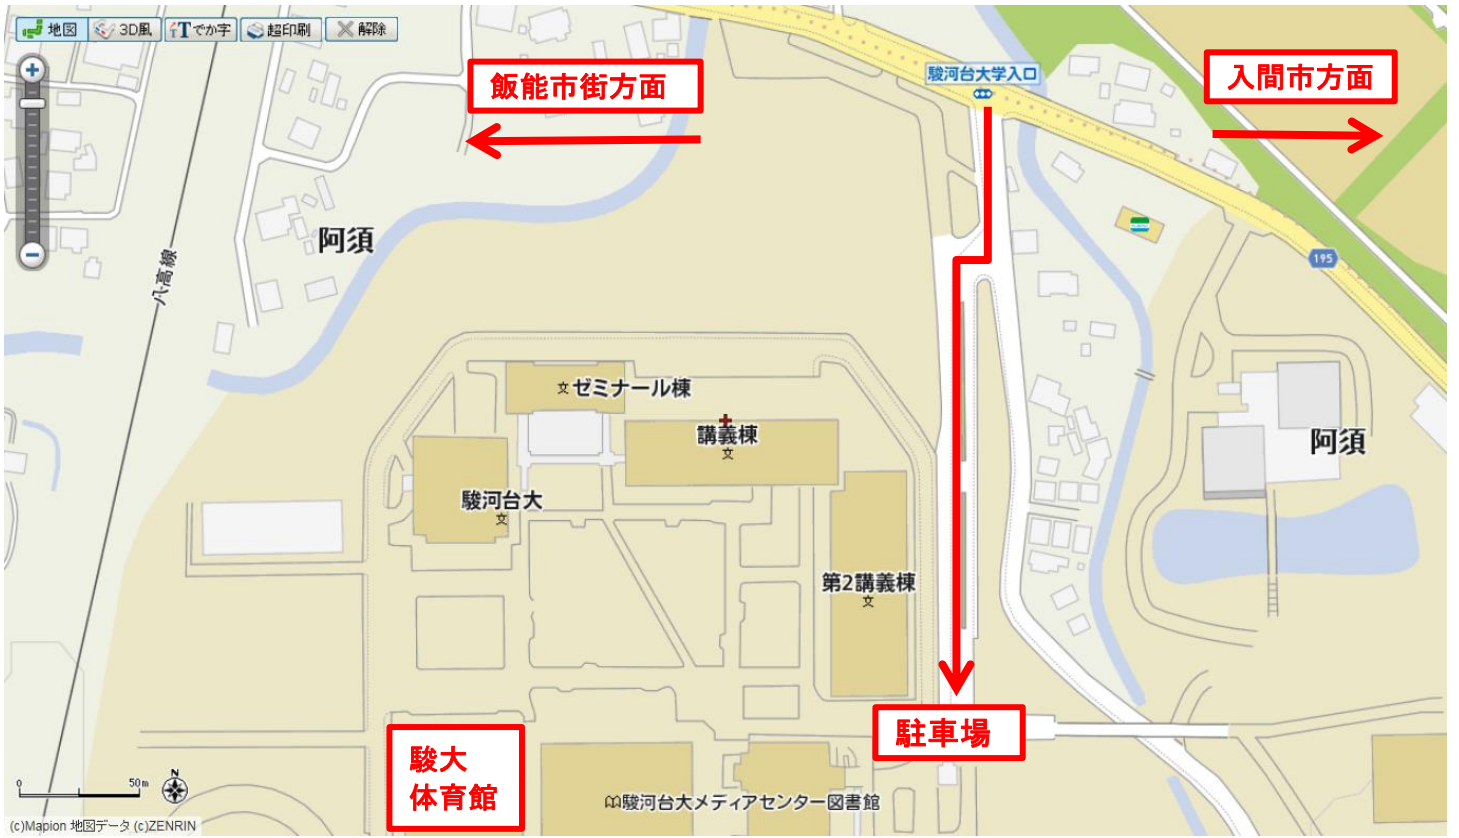 地図 3D風 でか字 超印刷 解除
飯能市街方面
駿河台大学入口
入間市方面
阿須
八高線
195
ゼミナール棟
講義棟
阿須
駿河台大
第2講義棟
駐車場
駿大
体育館
駿河台大メディアセンター図書館
0 50m
N
(c)Mapion 地図データ (c)ZENRIN